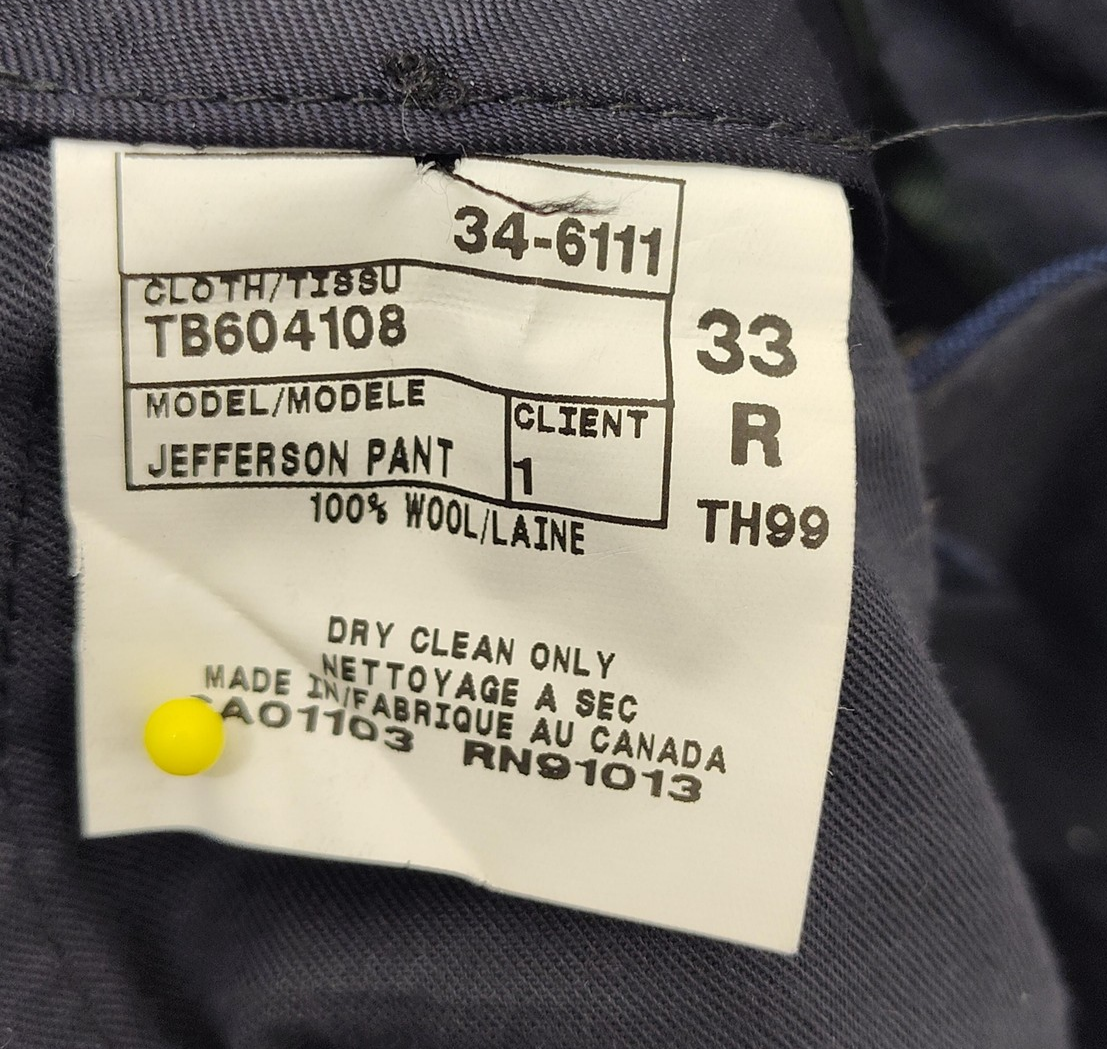 34-6111
CLOTH/TISSU
TB604108
33
MODEL/MODELE
JEFFERSON PANT
CLIENT
1
R
100% WOOL/LAINE
TH99
DRY CLEAN ONLY
NETTOYAGE A SEC
MADE IN/FABRIQUE AU CANADA
CA01103 RN91013